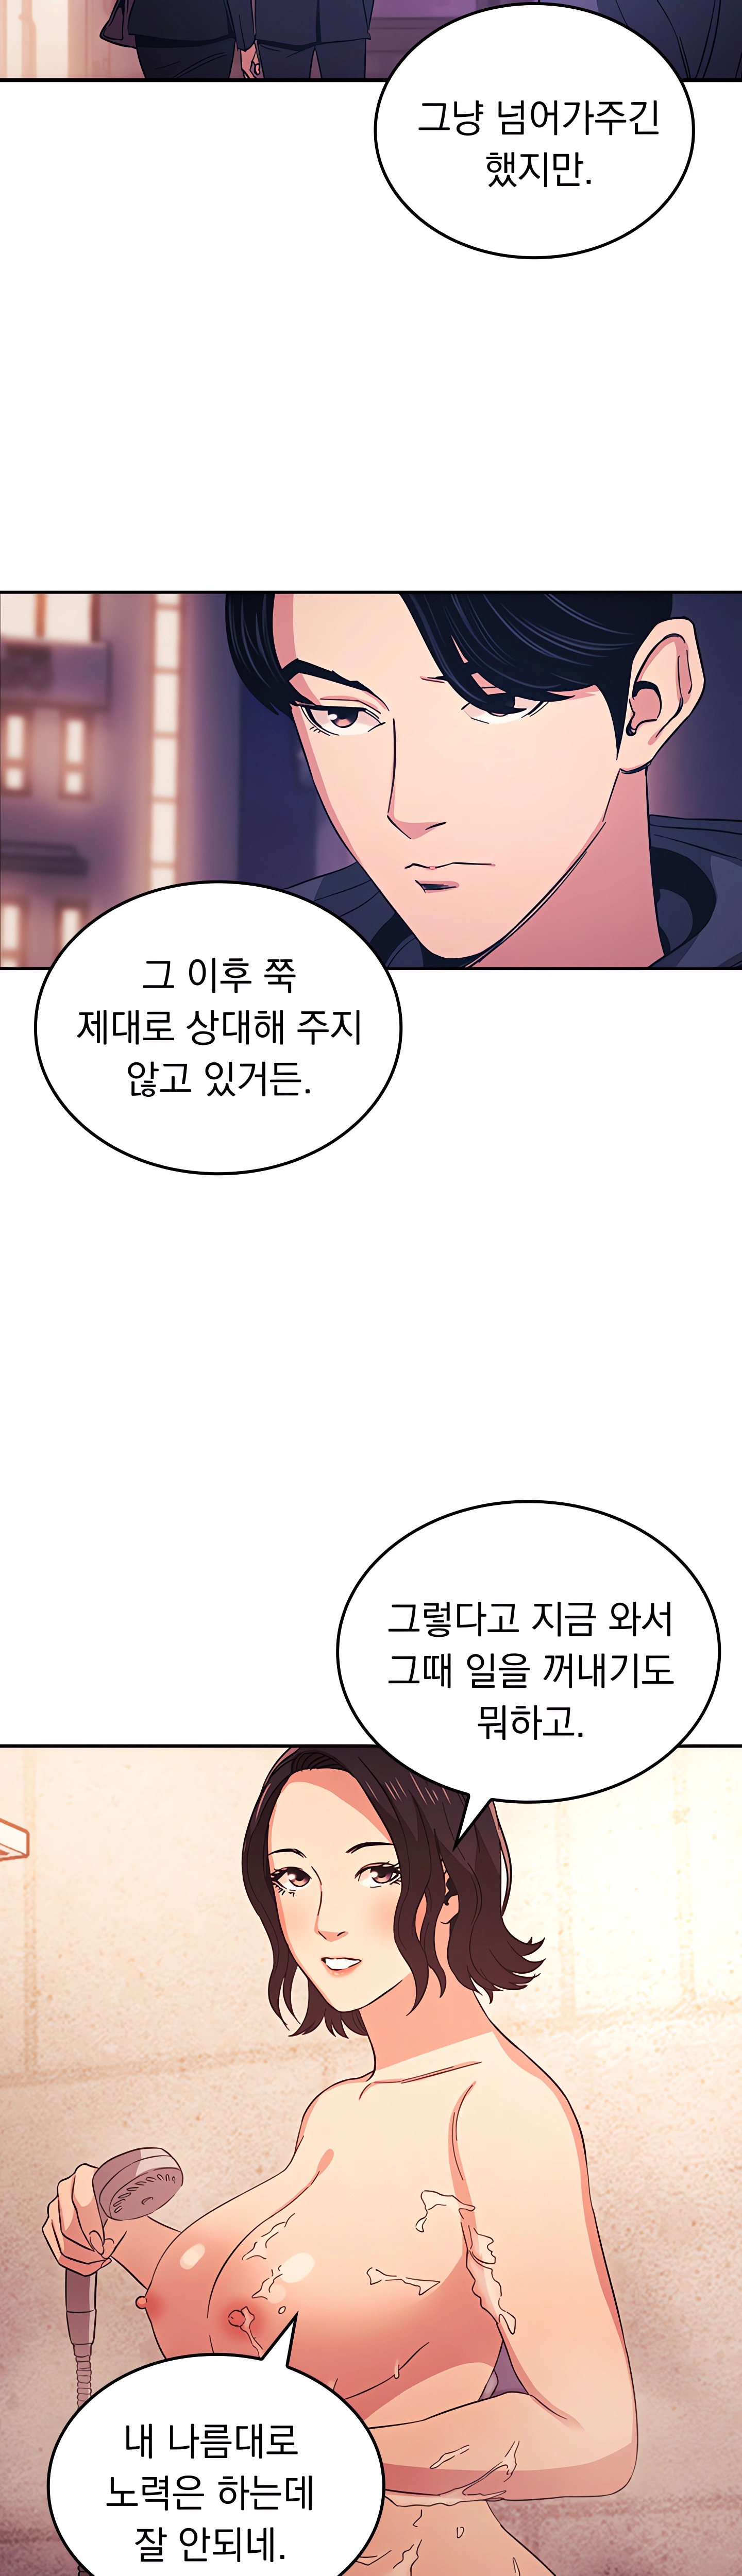 그냥 넘어가주긴
했지만.
그 이후 쭉
제대로 상대해 주지
않고 있거든.
그렇다고 지금 와서
그때 일을 꺼내기도
뭐하고.
내 나름대로
노력은 하는데
잘 안되네.